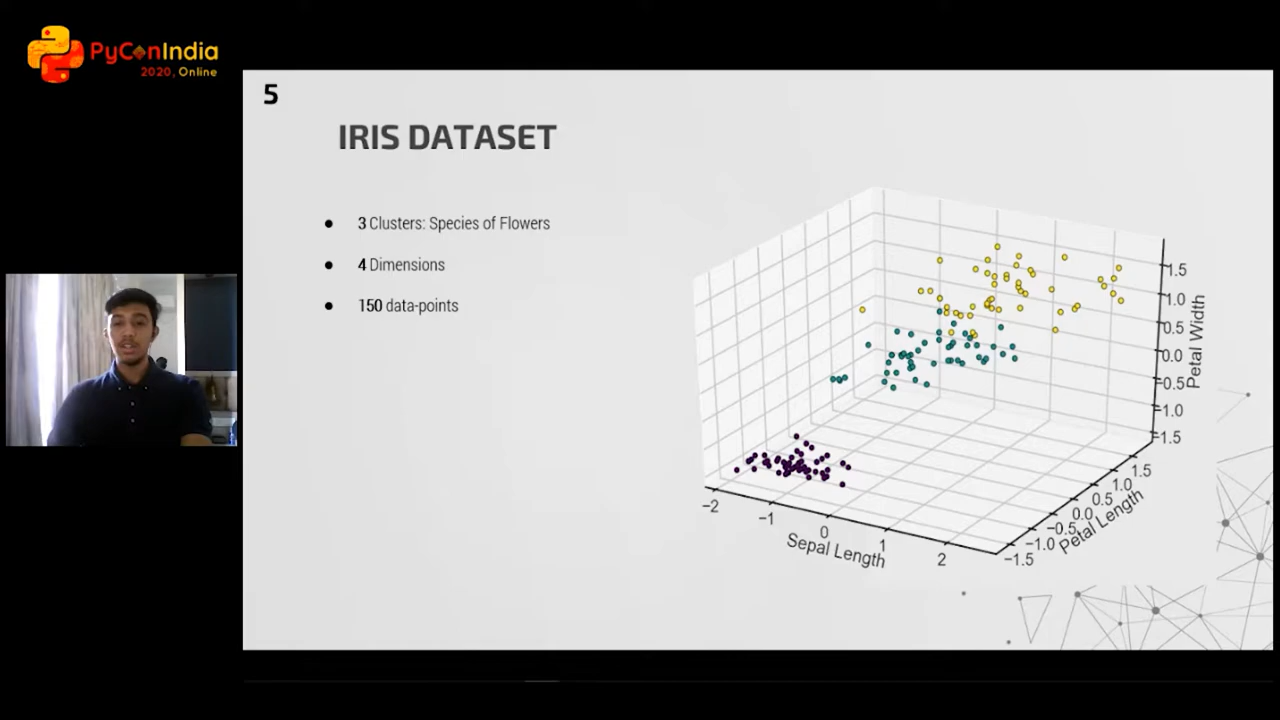 PyConIndia
2020, Online
5
IRIS DATASET
● 3 Clusters: Species of Flowers
● 4 Dimensions
● 150 data-points
1.5
1.0
0.5
0.0
−0.5
−1.0
−1.5
Petal Width
−2
−1
0
1
2
Sepal Length
−1.5
−1.0
−0.5
0.0
0.5
1.0
1.5
Petal Length